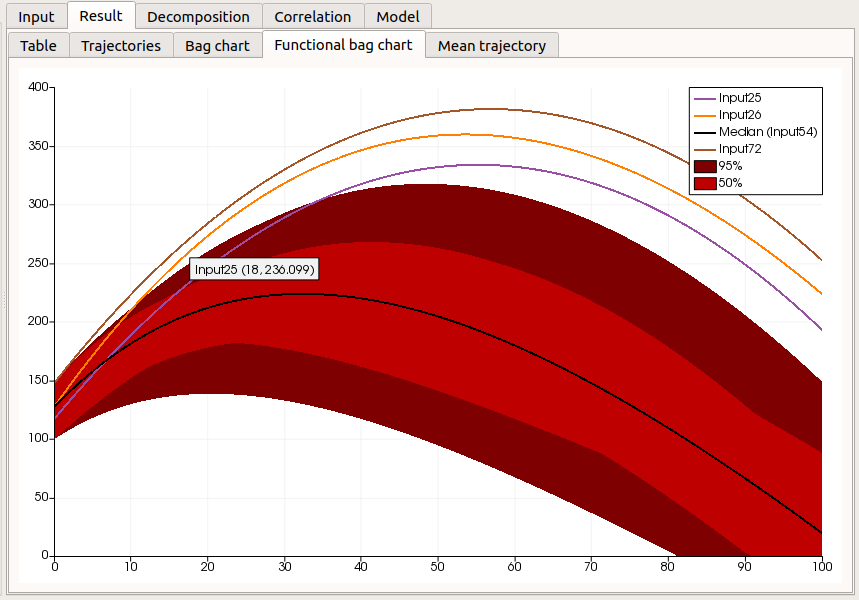 Input Result Decomposition Correlation Model
Table Trajectories Bag chart Functional bag chart Mean trajectory
400
350
300
250
200
150
100
50
0
Input25
Input26
Median (Input54)
Input72
95%
50%
Input25 (18, 236.099)
0 10 20 30 40 50 60 70 80 90 100